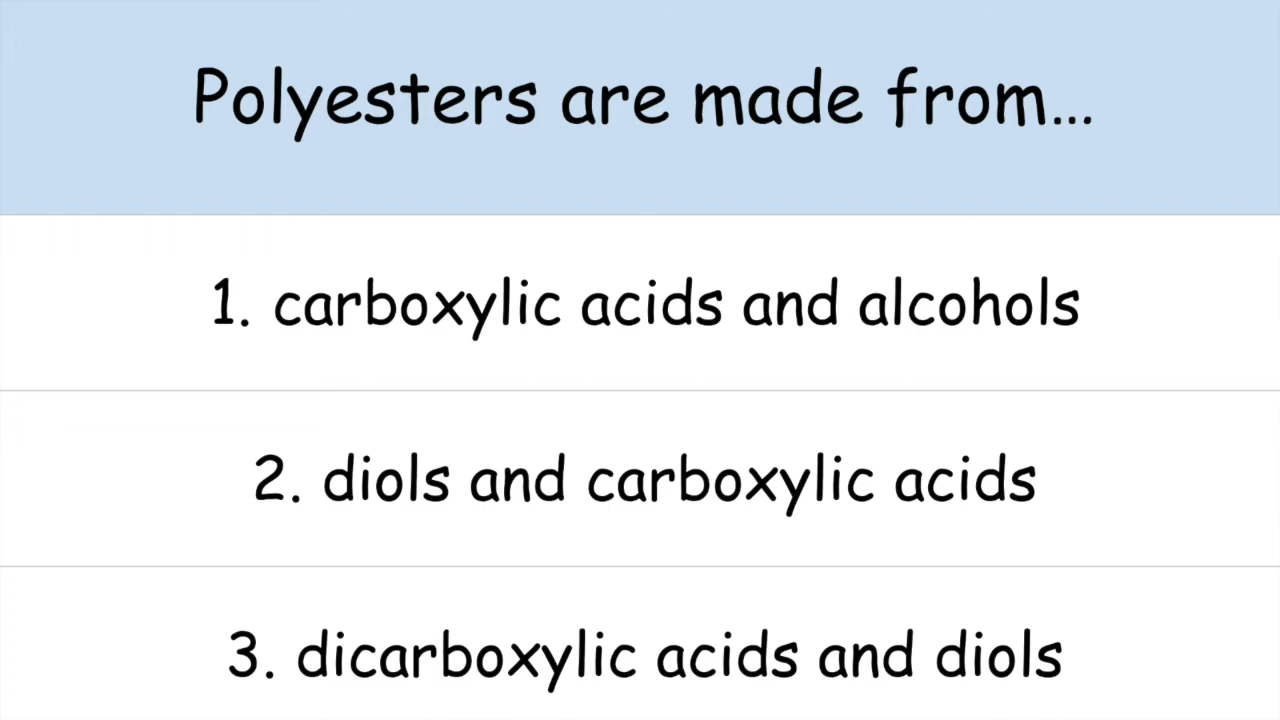 Polyesters are made from...
1. carboxylic acids and alcohols
2. diols and carboxylic acids
3. dicarboxylic acids and diols